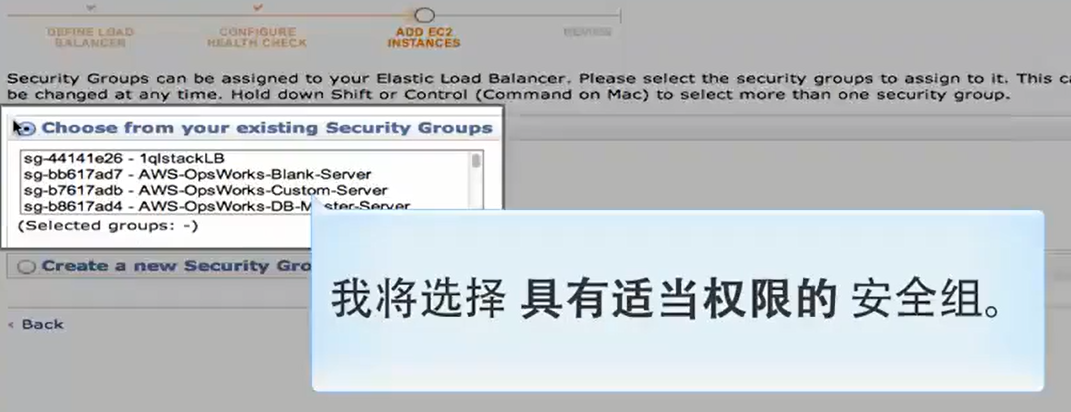 DEFINE LOAD
BALANCER
CONFIGURE
HEALTH CHECK
ADD EC2
INSTANCES
REVIEW
Security Groups can be assigned to your Elastic Load Balancer. Please select the security groups to assign to it. This
be changed at any time. Hold down Shift or Control (Command on Mac) to select more than one security group.
Choose from your existing Security Groups
sg-44141e26 - 1qlstackLB
sg-bb617ad7 - AWS-OpsWorks-Blank-Server
sg-b7617adb - AWS-OpsWorks-Custom-Server
sg-b8617ad4 - AWS-OpsWorks-DB-Master-Server
(Selected groups: -)
Create a new Security Gro
我将选择 具有适当权限的 安全组。
‹ Back